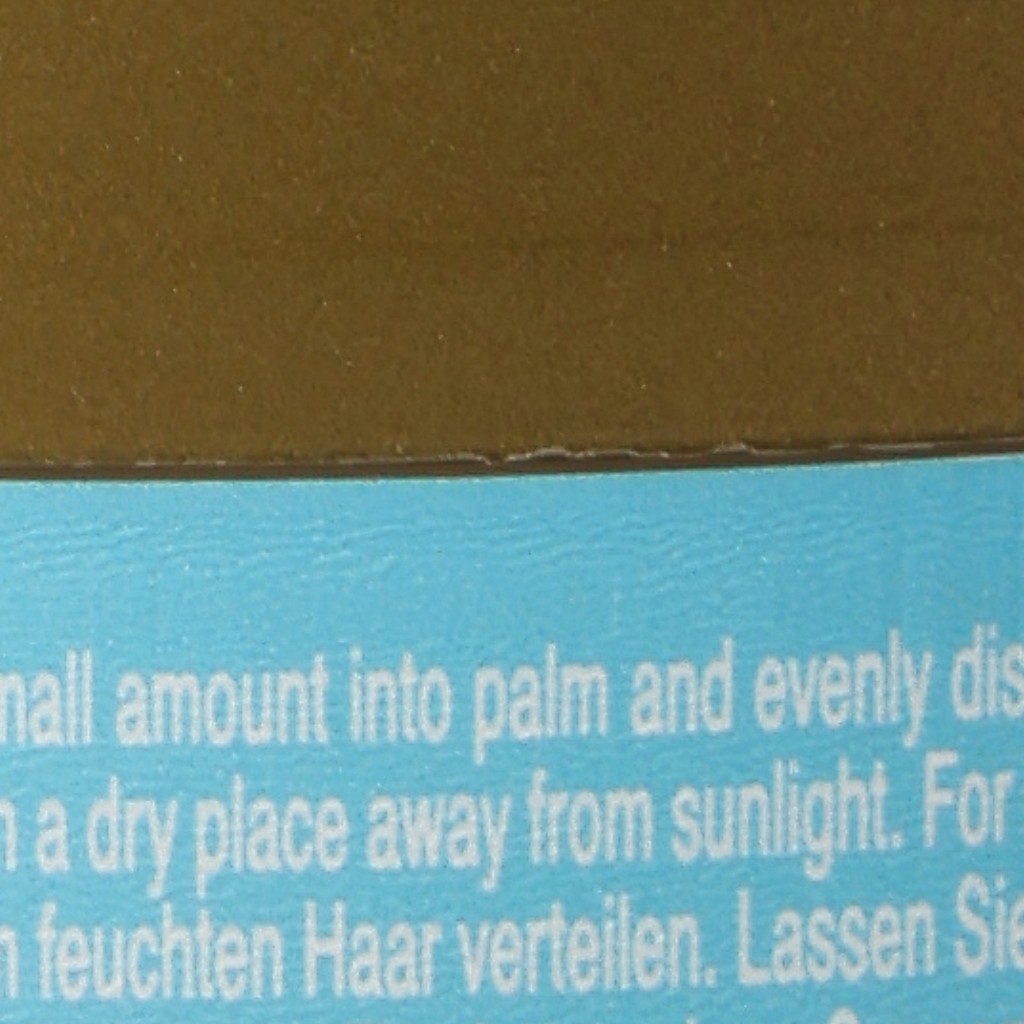 mall amount into palm and evenly dis
n a dry place away from sunlight. For
n feuchten Haar verteilen. Lassen Sie